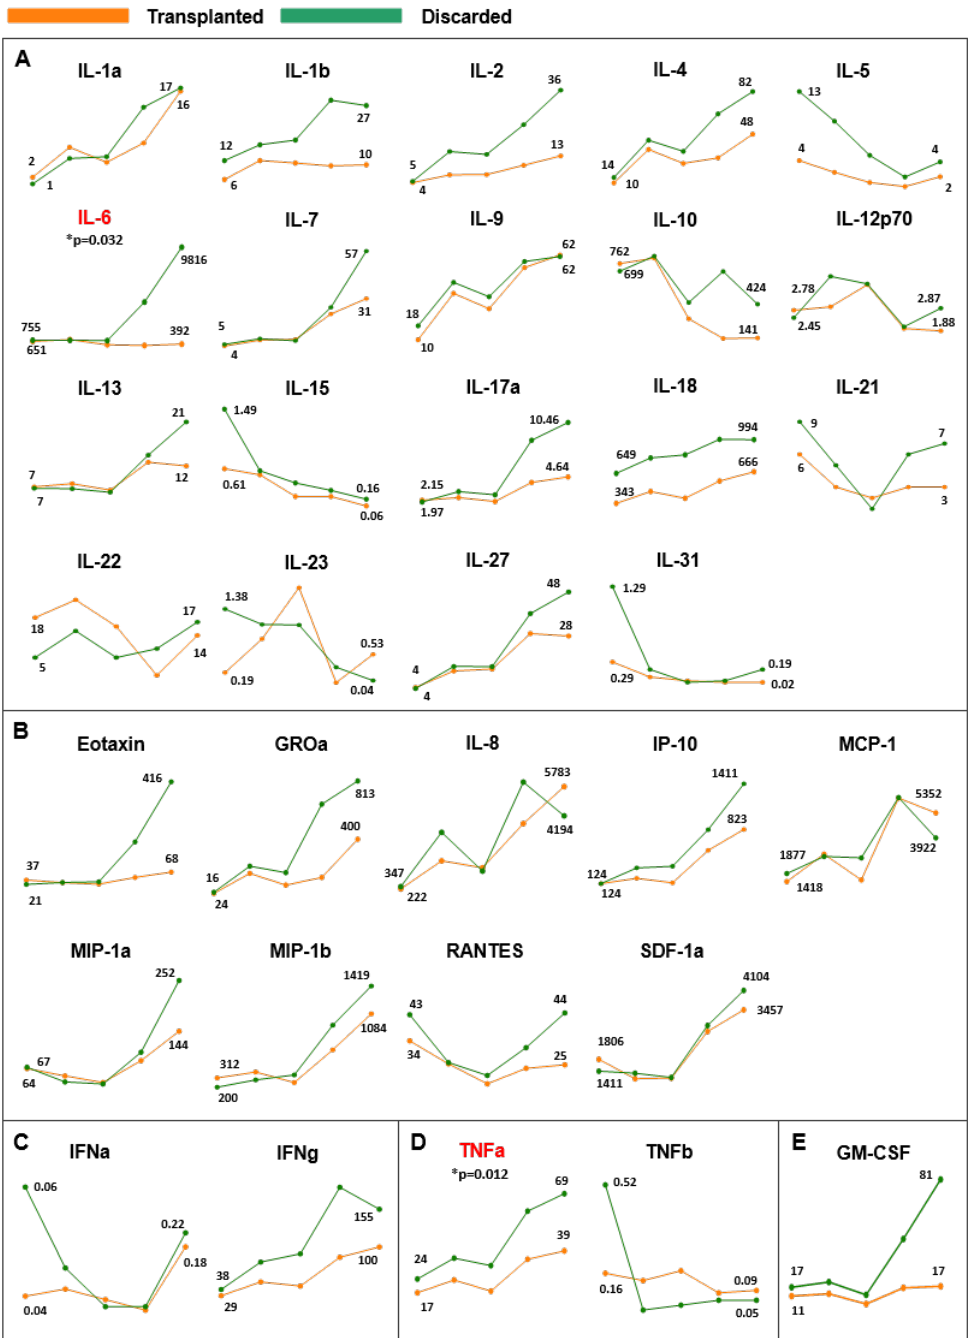 Transplanted Discarded
A
IL-1a IL-1b IL-2 IL-4 IL-5
17 16 2 1
12 27 10 6
36 13 5 4
82 48 14 10
13 4 4 2
IL-6 IL-7 IL-9 IL-10 IL-12p70
*p=0.032
9816 755 392 651
57 5 31 4
62 62 18 10
762 699 424 141
2.78 2.87 2.45 1.88
IL-13 IL-15 IL-17a IL-18 IL-21
21 7 12 7
1.49 0.61 0.16 0.06
10.46 2.15 4.64 1.97
994 649 666 343
9 7 6 3
IL-22 IL-23 IL-27 IL-31
17 18 14 5
1.38 0.53 0.19 0.04
48 28 4 4
1.29 0.29 0.19 0.02
B
Eotaxin GROa IL-8 IP-10 MCP-1
416 37 68 21
813 400 16 24
5783 4194 347 222
1411 823 124 124
5352 1877 3922 1418
MIP-1a MIP-1b RANTES SDF-1a
252 67 144 64
1419 1084 312 200
43 44 34 25
4104 3457 1806 1411
C
IFNa IFNg
0.06 0.22 0.18 0.04
155 38 100 29
D
TNFa TNFb
*p=0.012
69 39 24 17
0.52 0.16 0.09 0.05
E
GM-CSF
81 17 17 11